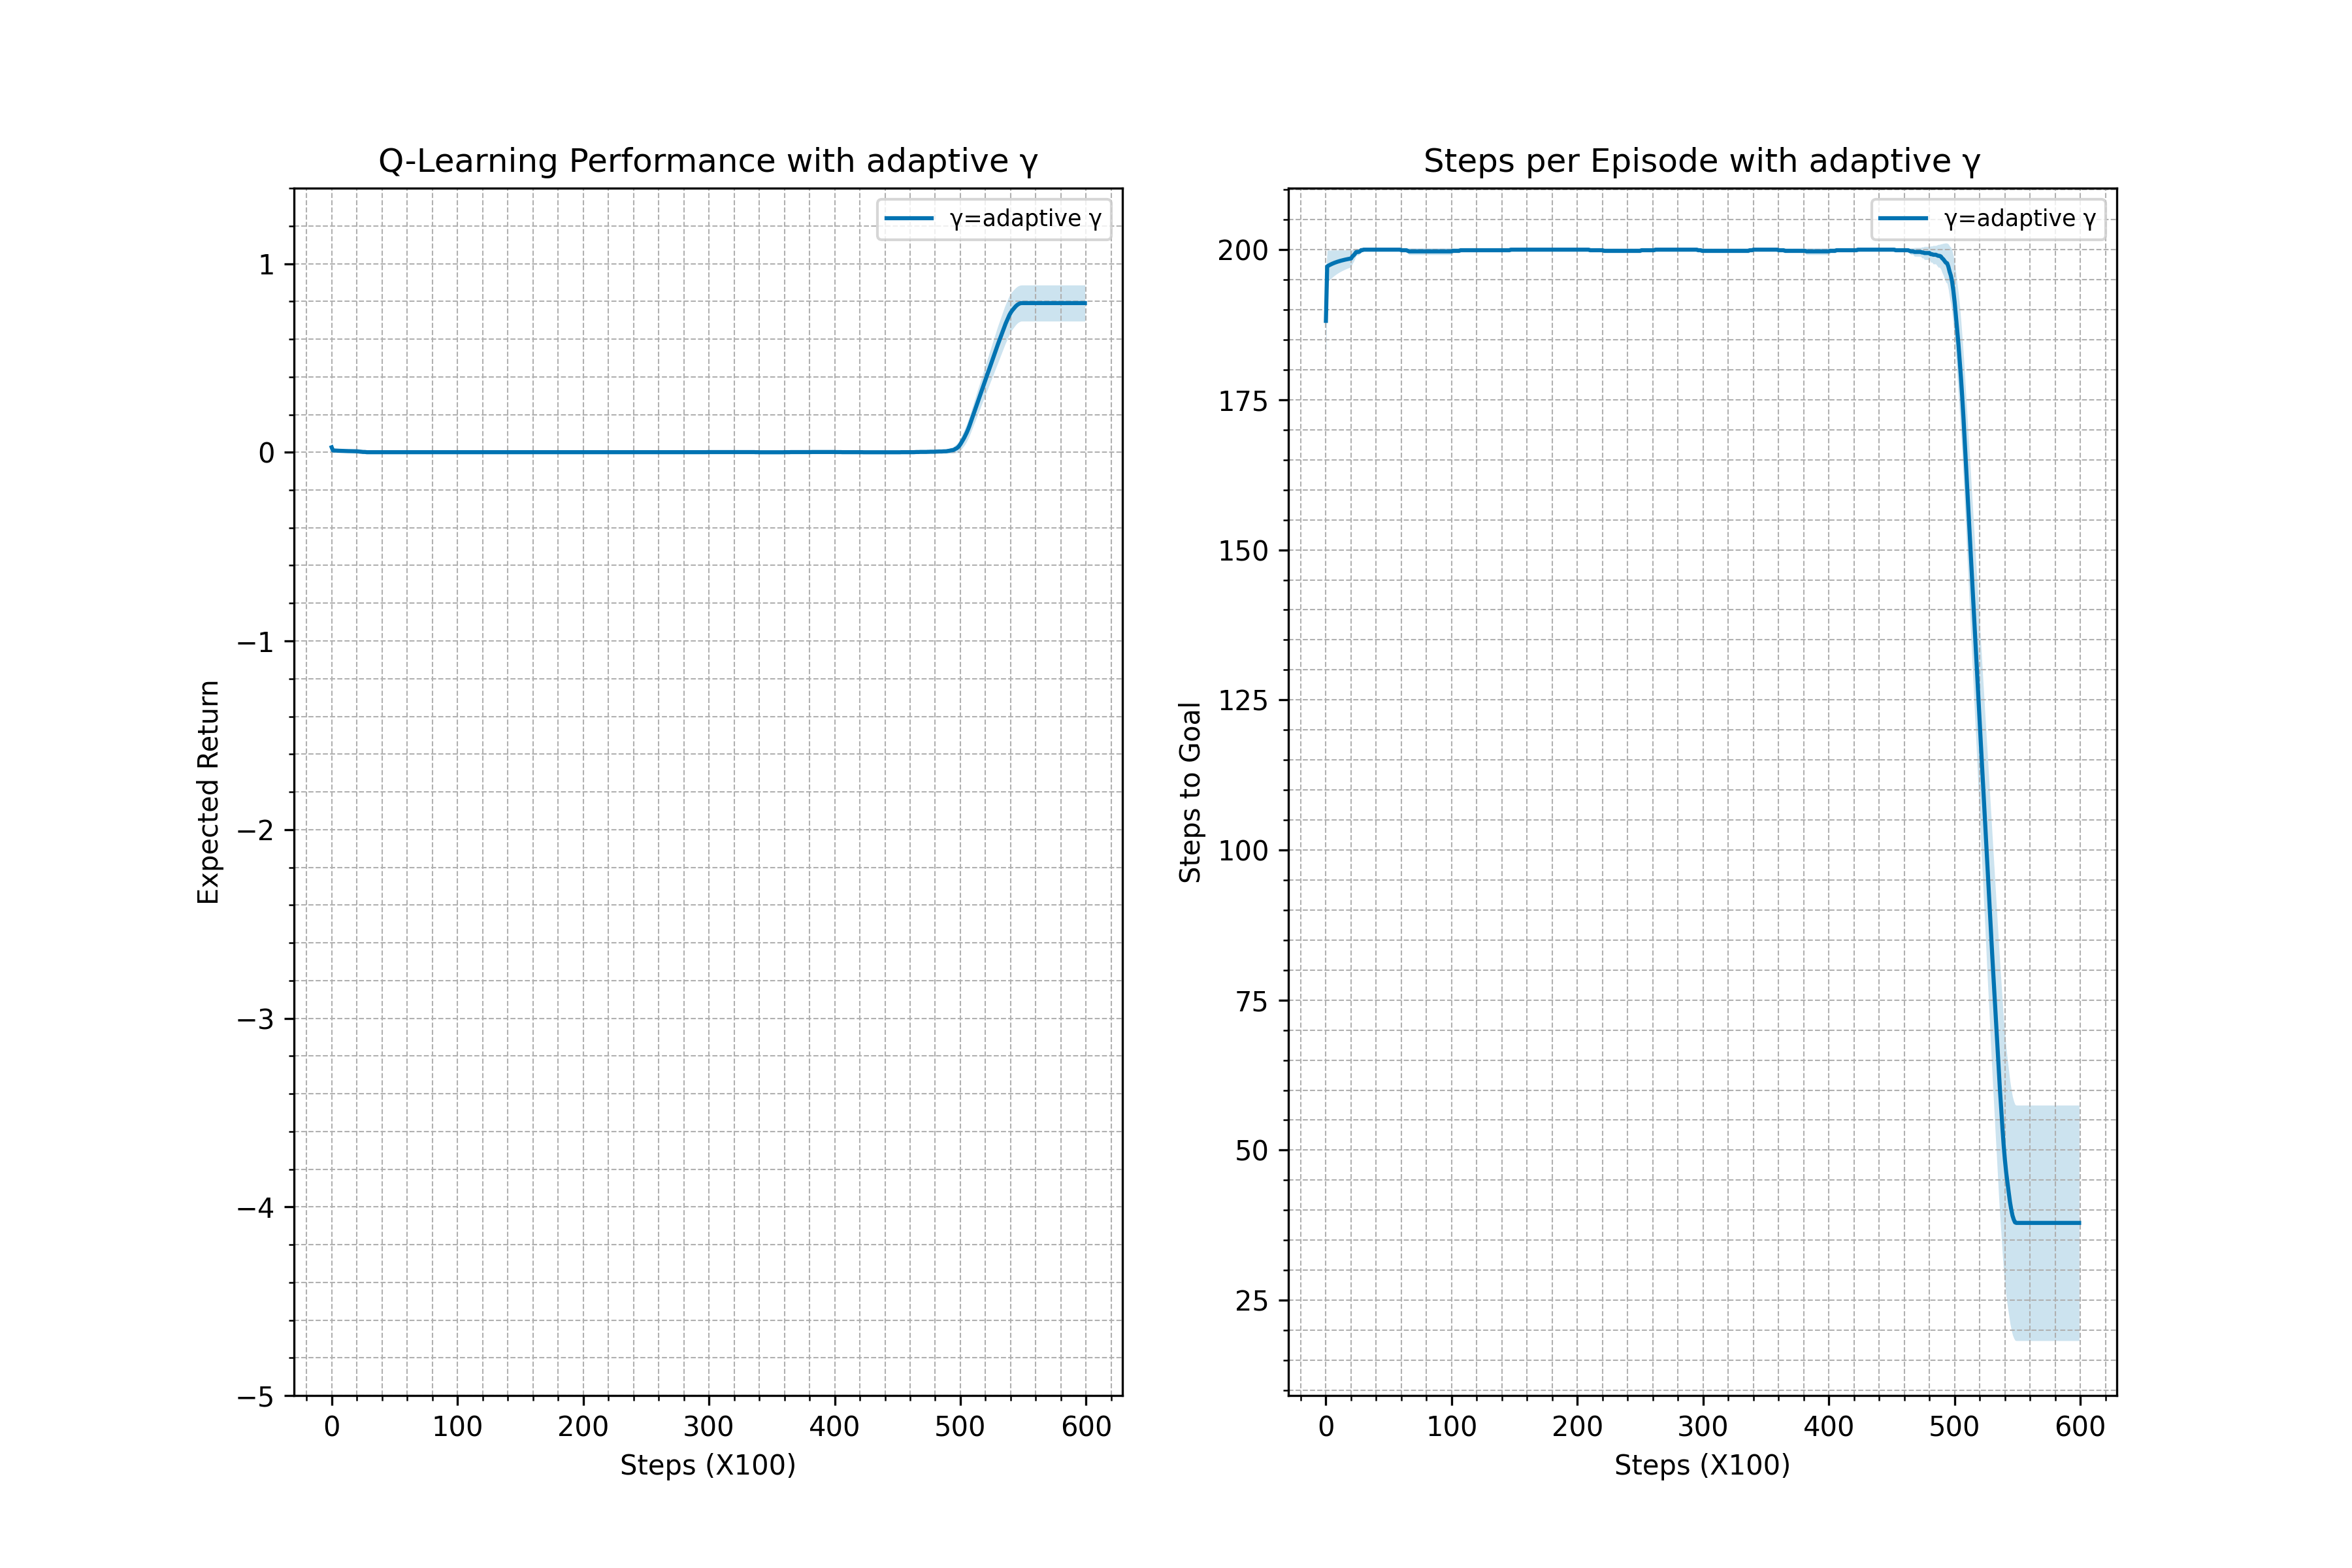 Q-Learning Performance with adaptive γ
γ=adaptive γ
1
0
−1
−2
−3
−4
−5
Expected Return
0 100 200 300 400 500 600
Steps (X100)
Steps per Episode with adaptive γ
γ=adaptive γ
200
175
150
125
100
75
50
25
Steps to Goal
0 100 200 300 400 500 600
Steps (X100)